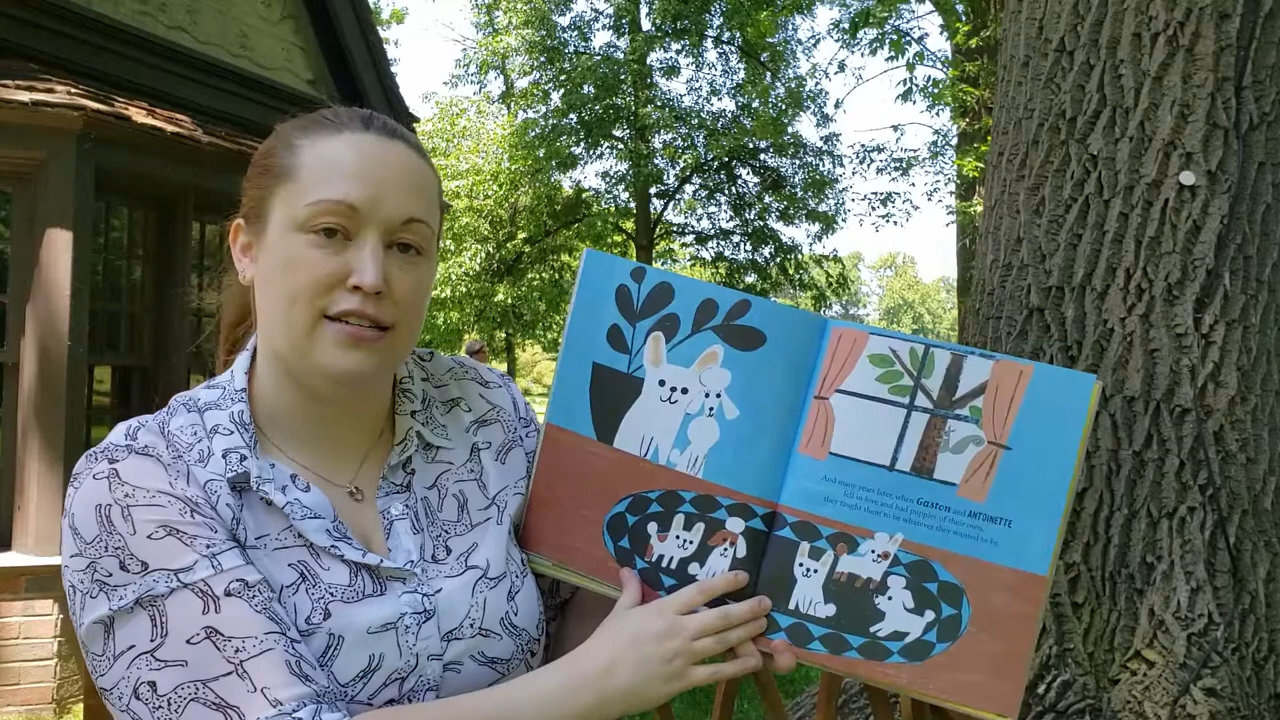 And many years later, when Gaston and ANTOINETTE
fell in love and had puppies of their own,
they taught them to be whatever they wanted to be.